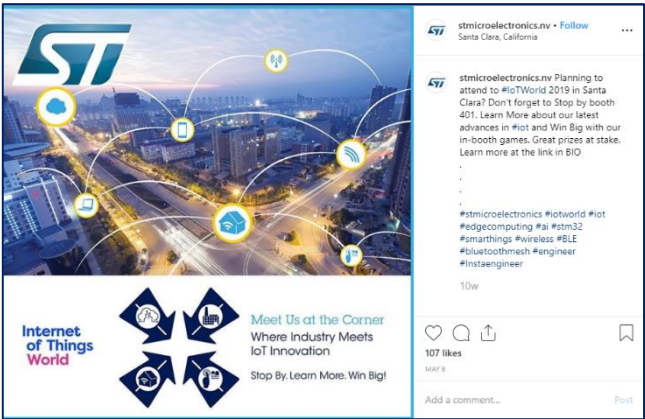 ST
Internet
of Things
World
Meet Us at the Corner
Where Industry Meets
IoT Innovation
Stop By. Learn More. Win Big!
ST
stmicroelectronics.nv • Follow
Santa Clara, California
ST
stmicroelectronics.nv Planning to
attend to #IoTWorld 2019 in Santa
Clara? Don't forget to Stop by booth
401. Learn More about our latest
advances in #iot and Win Big with our
in-booth games. Great prizes at stake.
Learn more at the link in BIO
.
.
.
.
#stmicroelectronics #iotworld #iot
#edgecomputing #ai #stm32
#smarthings #wireless #BLE
#bluetoothmesh #engineer
#Instaengineer
10w
107 likes
MAY 6
Add a comment...
Post